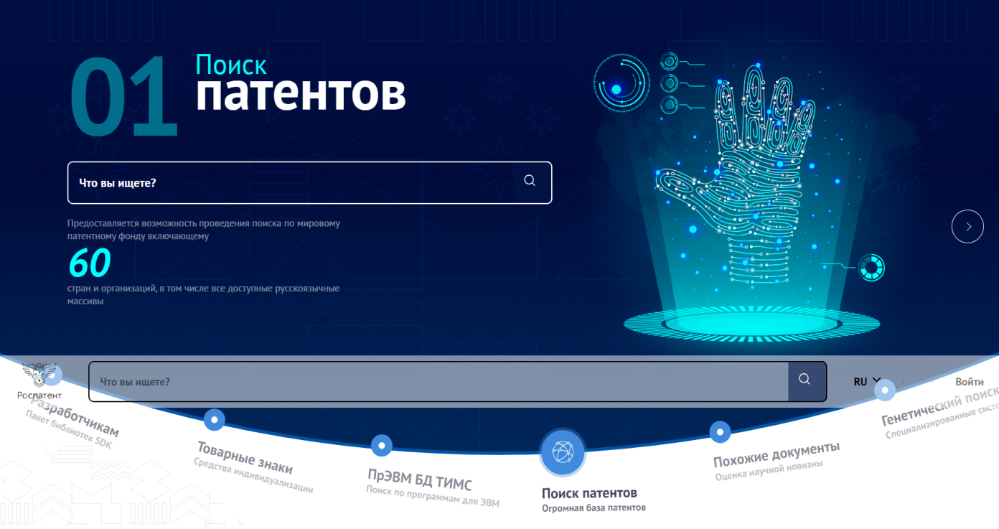 01
Поиск
патентов
Что вы ищете?
Предоставляется возможность проведения поиска по мировому
патентному фонду включающему
60
стран и организаций, в том числе все доступные русскоязычные
массивы
Роспатент
Что вы ищете?
RU
Войти
Разработчикам
Пакет библиотек SDK
Товарные знаки
Средства индивидуализации
ПрЭВМ БД ТИМС
Поиск по программам для ЭВМ
Поиск патентов
Огромная база патентов
Похожие документы
Оценка научной новизны
Генетический поиск
Специализированные систе